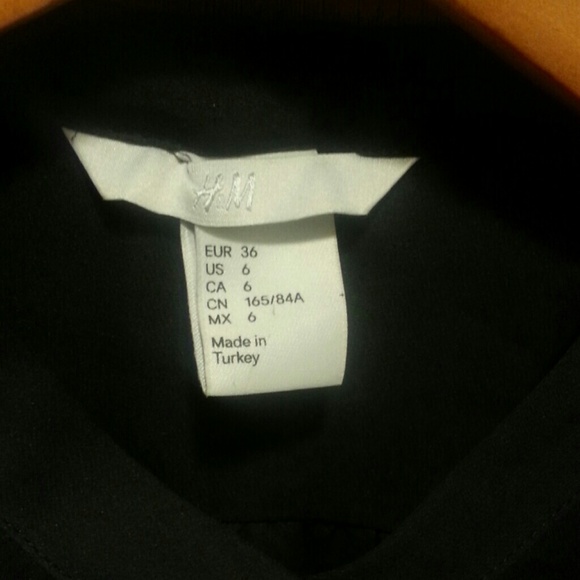 H&M
EUR 36
US 6
CA 6
CN 165/84A
MX 6
Made in
Turkey